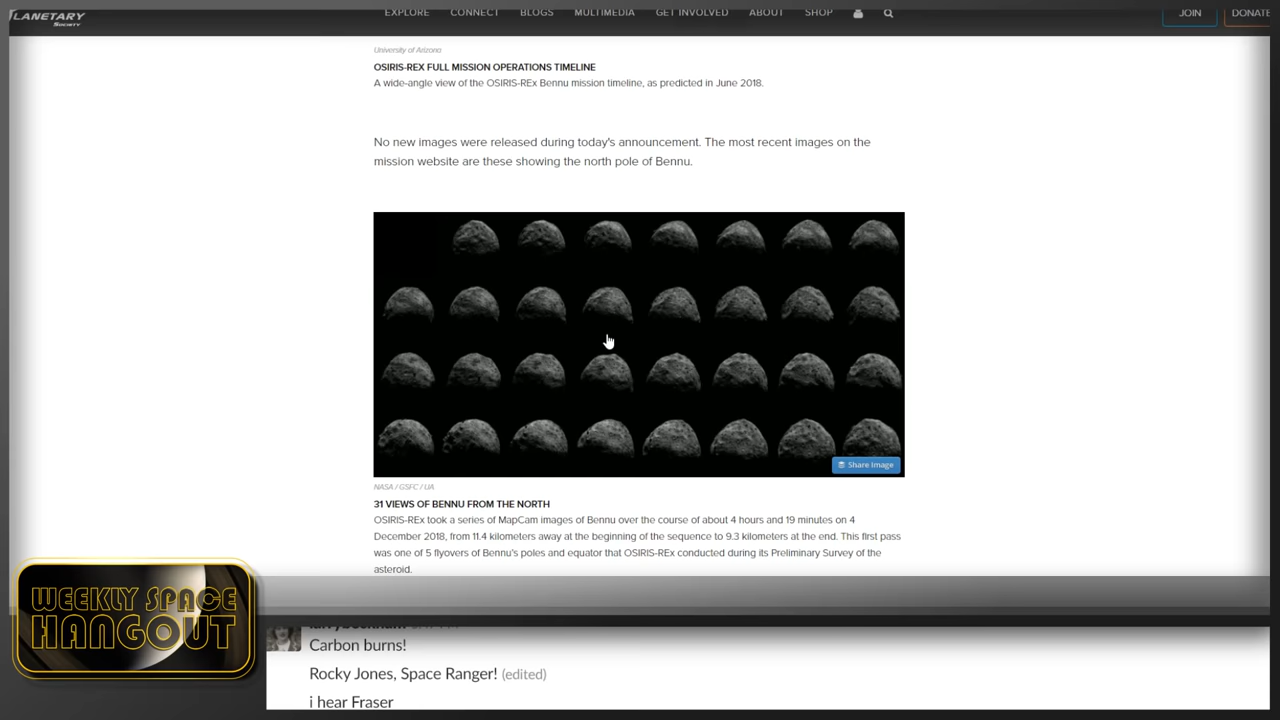 PLANETARY
SOCIETY
EXPLORE CONNECT BLOGS MULTIMEDIA GET INVOLVED ABOUT SHOP
JOIN DONATE
University of Arizona
OSIRIS-REX FULL MISSION OPERATIONS TIMELINE
A wide-angle view of the OSIRIS-REx Bennu mission timeline, as predicted in June 2018.
No new images were released during today's announcement. The most recent images on the
mission website are these showing the north pole of Bennu.
Share Image
NASA / GSFC / UA
31 VIEWS OF BENNU FROM THE NORTH
OSIRIS-REx took a series of MapCam images of Bennu over the course of about 4 hours and 19 minutes on 4
December 2018, from 11.4 kilometers away at the beginning of the sequence to 9.3 kilometers at the end. This first pass
was one of 5 flyovers of Bennu's poles and equator that OSIRIS-REx conducted during its Preliminary Survey of the
asteroid.
WEEKLY SPACE
HANGOUT
Carbon burns!
Rocky Jones, Space Ranger! (edited)
i hear Fraser